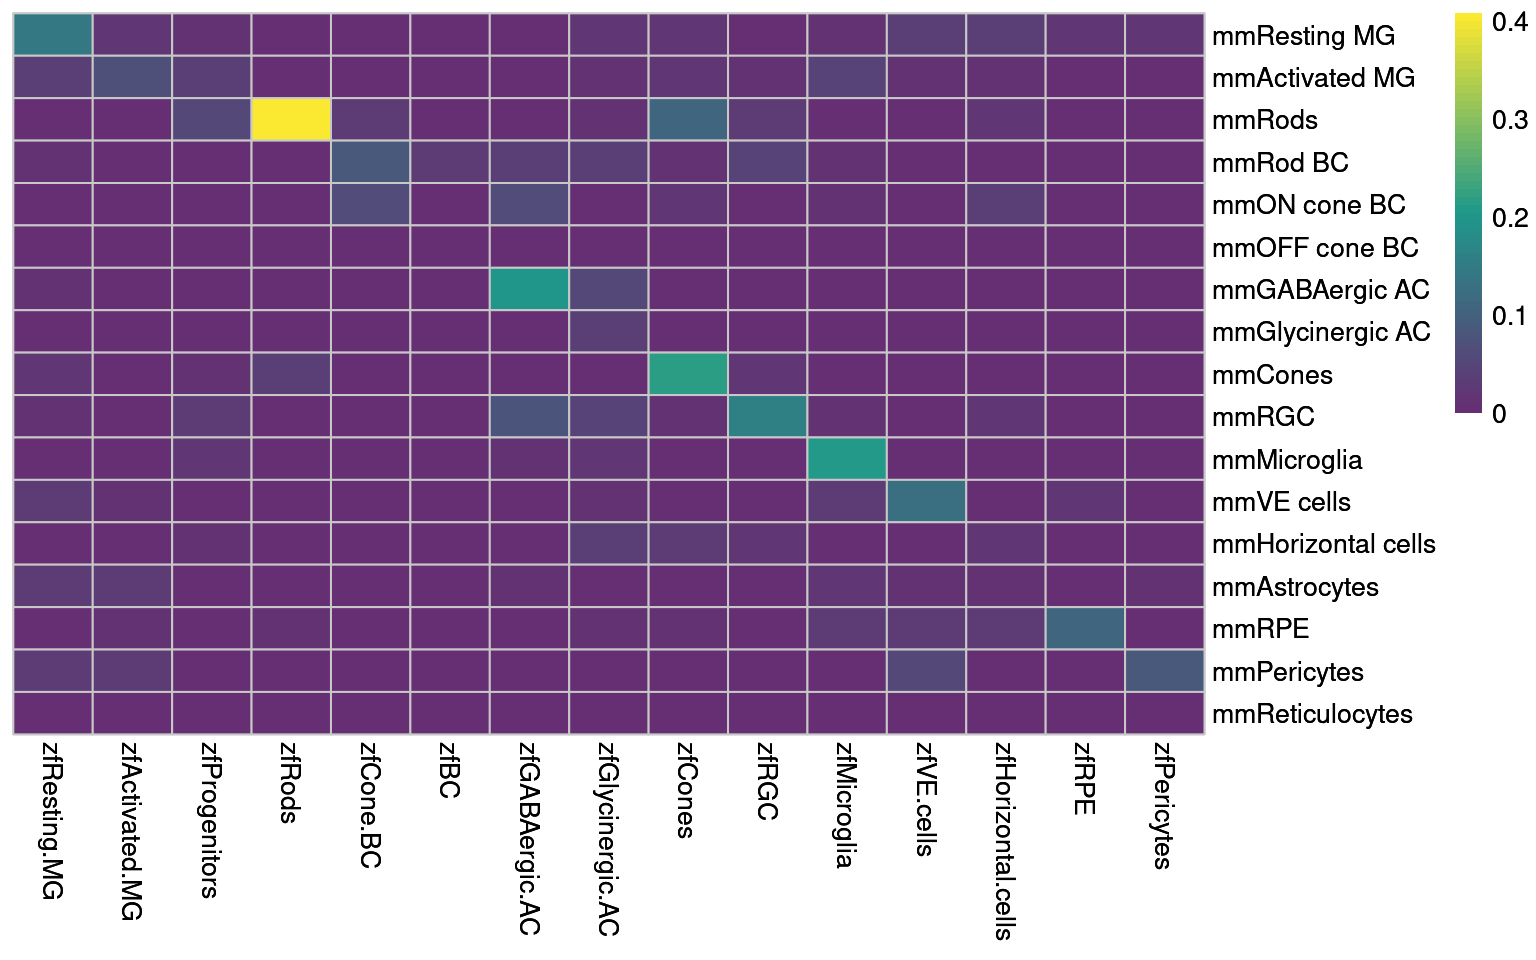 mmResting MG
mmActivated MG
mmRods
mmRod BC
mmON cone BC
mmOFF cone BC
mmGABAergic AC
mmGlycinergic AC
mmCones
mmRGC
mmMicroglia
mmVE cells
mmHorizontal cells
mmAstrocytes
mmRPE
mmPericytes
mmReticulocytes
0.4
0.3
0.2
0.1
0
zfResting.MG
zfActivated.MG
zfProgenitors
zfRods
zfCone.BC
zfBC
zfGABAergic.AC
zfGlycinergic.AC
zfCones
zfRGC
zfMicroglia
zfVE.cells
zfHorizontal.cells
zfRPE
zfPericytes